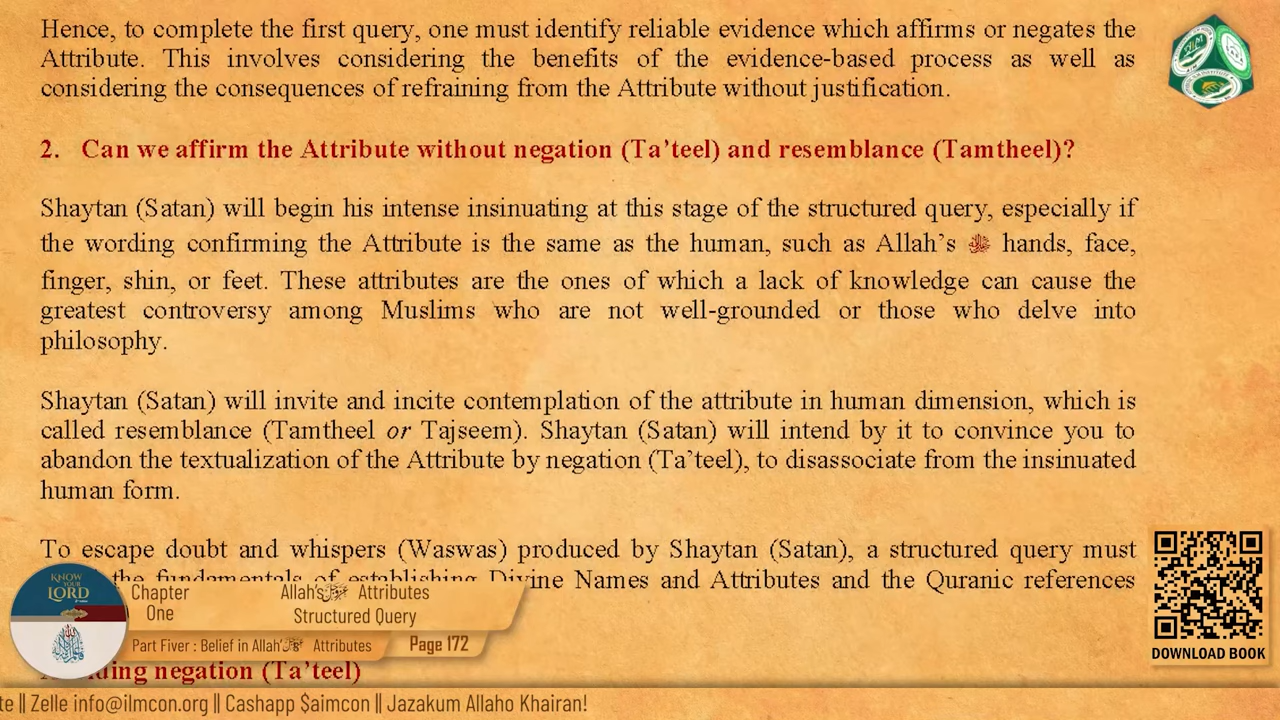 Hence, to complete the first query, one must identify reliable evidence which affirms or negates the
Attribute. This involves considering the benefits of the evidence-based process as well as
considering the consequences of refraining from the Attribute without justification.
2. Can we affirm the Attribute without negation (Ta’teel) and resemblance (Tamtheel)?
Shaytan (Satan) will begin his intense insinuating at this stage of the structured query, especially if
the wording confirming the Attribute is the same as the human, such as Allah’s ﷻ hands, face,
finger, shin, or feet. These attributes are the ones of which a lack of knowledge can cause the
greatest controversy among Muslims who are not well-grounded or those who delve into
philosophy.
Shaytan (Satan) will invite and incite contemplation of the attribute in human dimension, which is
called resemblance (Tamtheel or Tajseem). Shaytan (Satan) will intend by it to convince you to
abandon the textualization of the Attribute by negation (Ta’teel), to disassociate from the insinuated
human form.
To escape doubt and whispers (Waswas) produced by Shaytan (Satan), a structured query must
the fundamentals of establishing Divine Names and Attributes and the Quranic references
KNOW
YOUR
LORD
Chapter
One
Allah's Attributes
Structured Query
Part Fiver : Belief in Allah's Attributes
Page 172
negation (Ta’teel)
DOWNLOAD BOOK
te || Zelle info@ilmcon.org || Cashapp $aimcon || Jazakum Allaho Khairan!